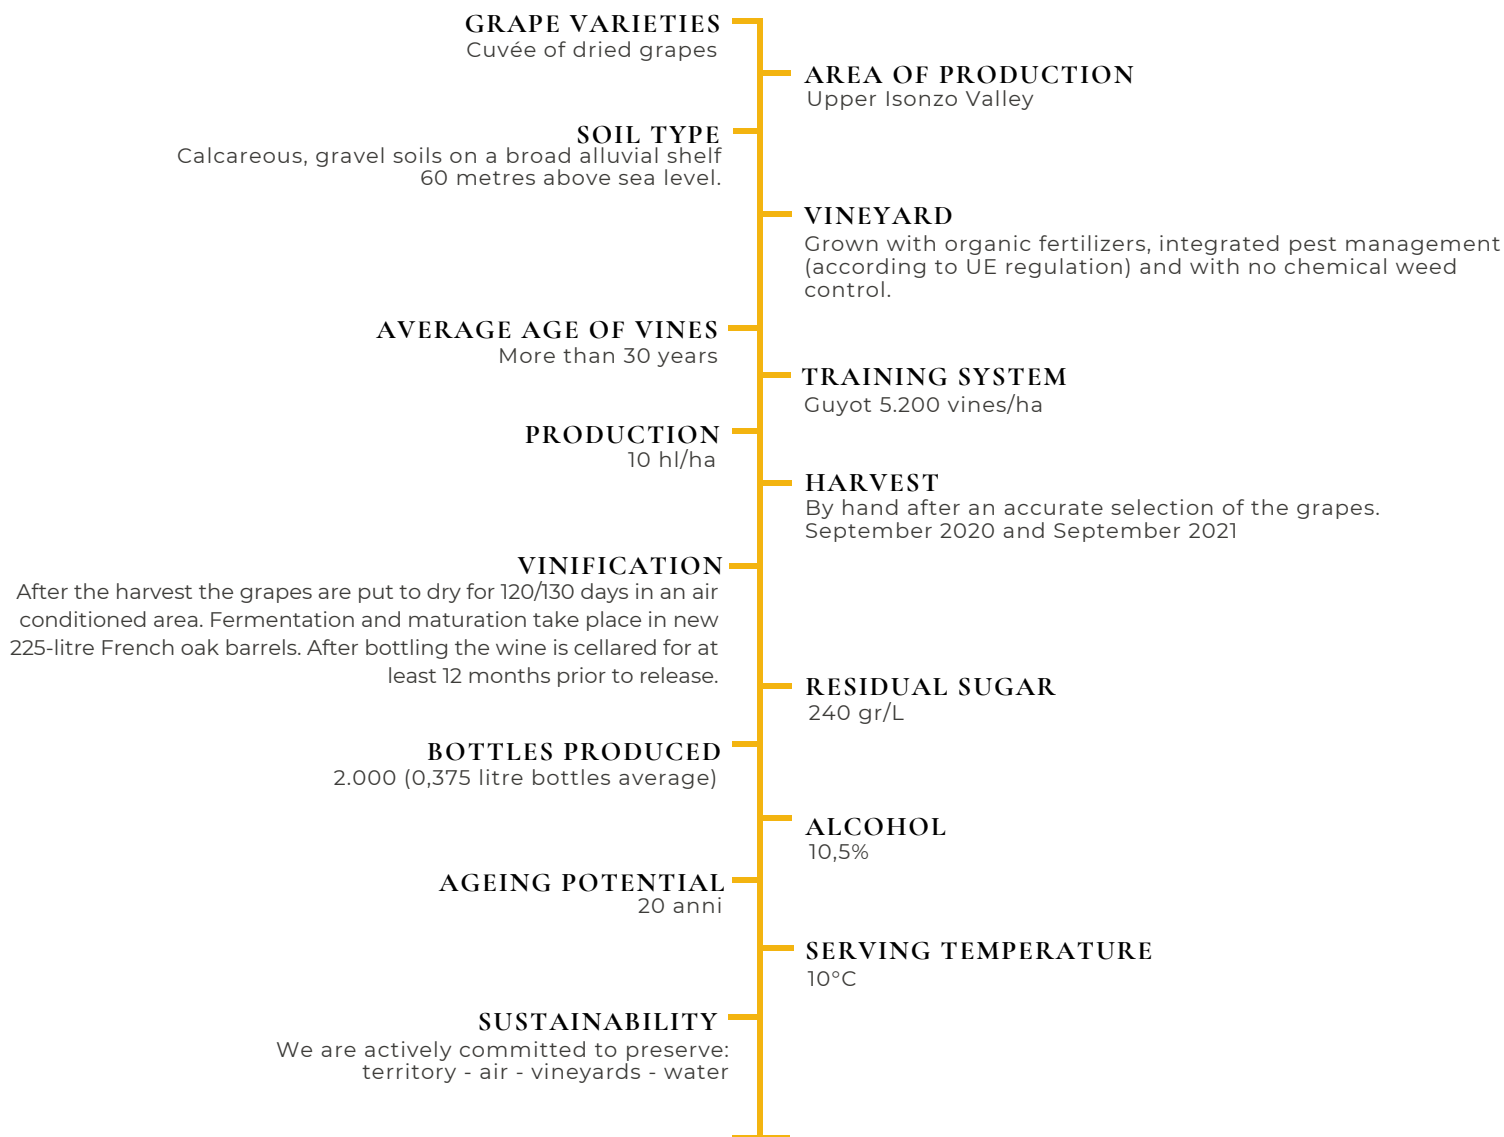 GRAPE VARIETIES
Cuvée of dried grapes
AREA OF PRODUCTION
Upper Isonzo Valley
SOIL TYPE
Calcareous, gravel soils on a broad alluvial shelf
60 metres above sea level.
VINEYARD
Grown with organic fertilizers, integrated pest management
(according to UE regulation) and with no chemical weed
control.
AVERAGE AGE OF VINES
More than 30 years
TRAINING SYSTEM
Guyot 5.200 vines/ha
PRODUCTION
10 hl/ha
HARVEST
By hand after an accurate selection of the grapes.
September 2020 and September 2021
VINIFICATION
After the harvest the grapes are put to dry for 120/130 days in an air
conditioned area. Fermentation and maturation take place in new
225-litre French oak barrels. After bottling the wine is cellared for at
least 12 months prior to release.
RESIDUAL SUGAR
240 gr/L
BOTTLES PRODUCED
2.000 (0,375 litre bottles average)
ALCOHOL
10,5%
AGEING POTENTIAL
20 anni
SERVING TEMPERATURE
10°C
SUSTAINABILITY
We are actively committed to preserve:
territory - air - vineyards - water